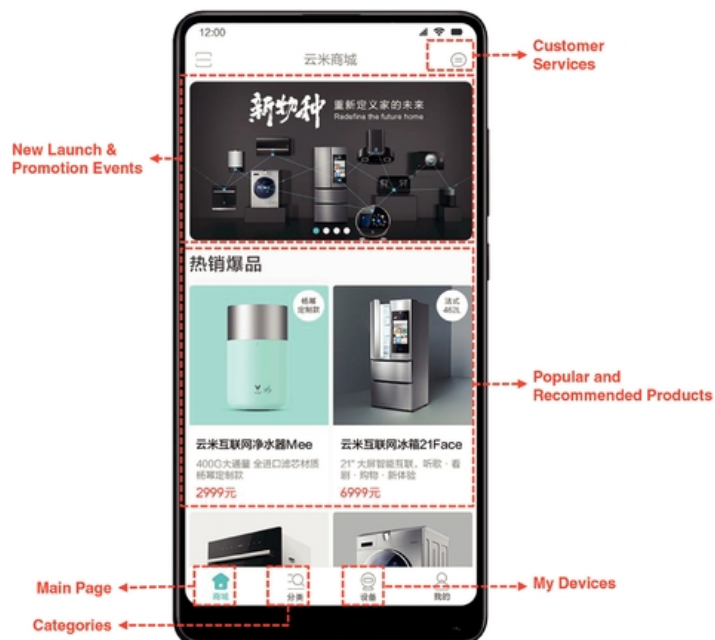 12:00
云米商城
Customer
Services
新物种
重新定义家的未来
Redefine the future home
New Launch &
Promotion Events
热销爆品
杨幂
定制款
法式
462L
Popular and
Recommended Products
云米互联网净水器Mee
400G大通量 全进口滤芯材质
杨幂定制款
2999元
云米互联网冰箱21Face
21" 大屏智能互联，听歌·看
剧·购物·新体验
6999元
Main Page
商城
分类
设备
我的
My Devices
Categories